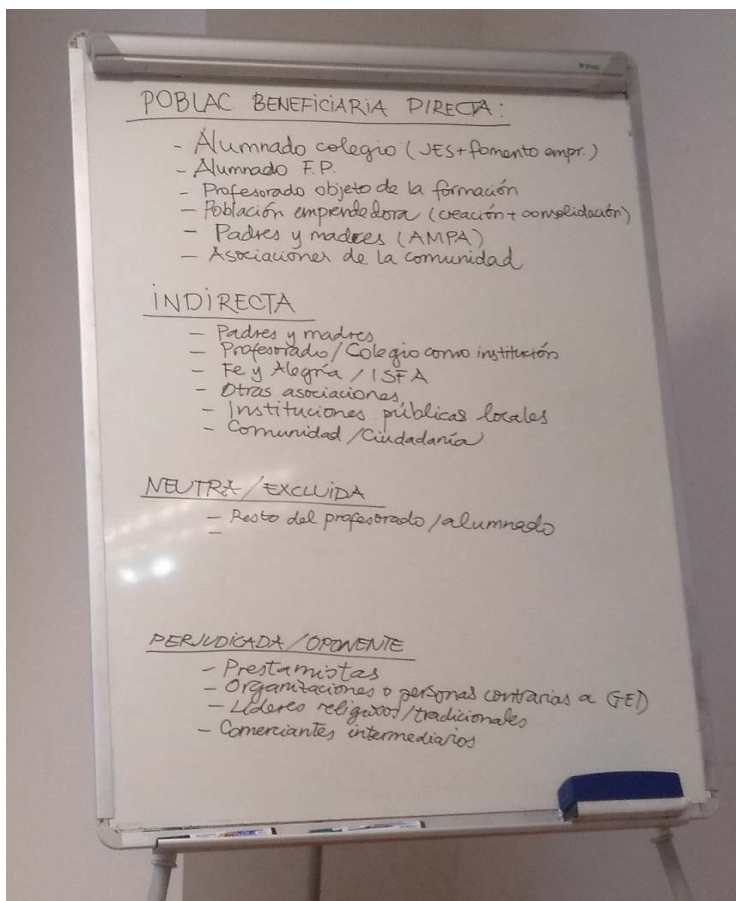 POBLAC. BENEFICIARIA DIRECTA:
- Alumnado colegio (JES+fomento empr.)
- Alumnado F.P.
- Profesorado objeto de la formación
- Población emprendedora (creación + consolidación)
- Padres y madres (AMPA)
- Asociaciones de la comunidad
INDIRECTA
- Padres y madres
- Profesorado / Colegio como institución
- Fe y Alegría / ISFA
- Otras asociaciones
- Instituciones públicas locales
- Comunidad / Ciudadanía
NEUTRA / EXCLUIDA
- Resto del profesorado / alumnado
-
PERJUDICADA / OPONENTE
- Prestamistas
- Organizaciones o personas contrarias a GED
- Líderes religiosos / tradicionales
- Comerciantes intermediarios